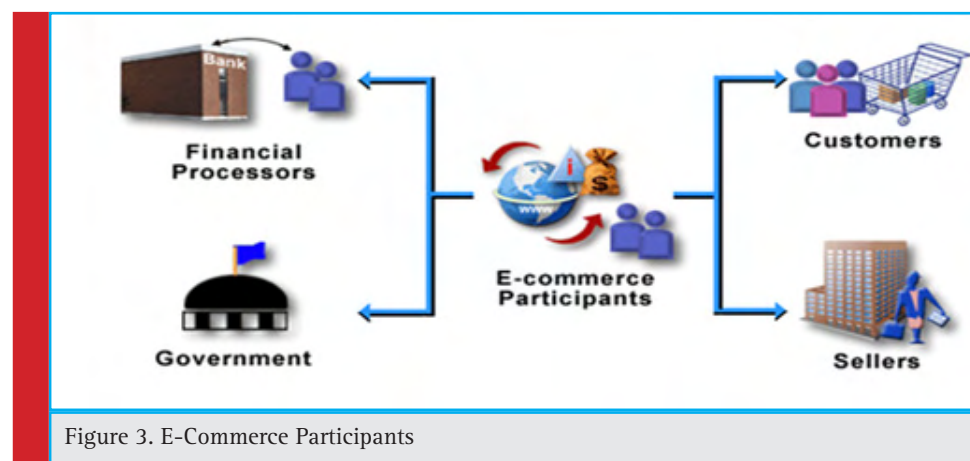 Bank
Financial
Processors
Customers
i
$
www
E-commerce
Participants
Government
Sellers
Figure 3. E-Commerce Participants